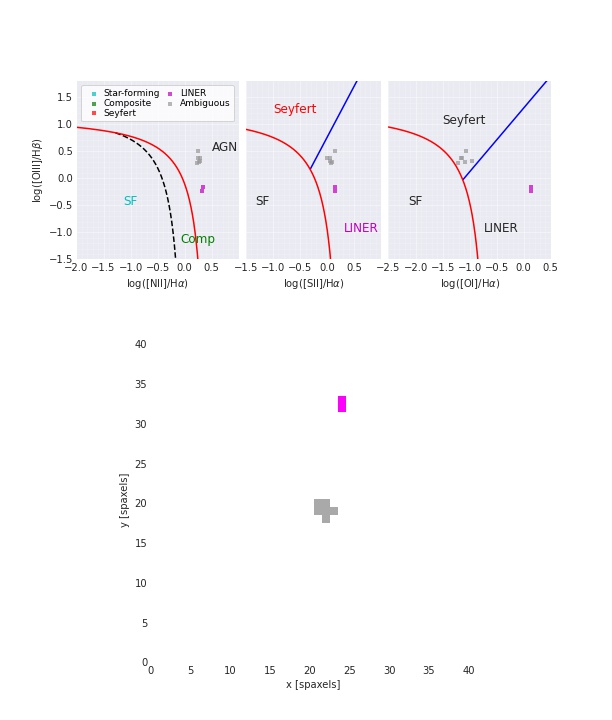 Star-forming
Composite
Seyfert
LINER
Ambiguous
1.5
1.0
0.5
0.0
−0.5
−1.0
−1.5
log([OIII]/Hβ)
AGN
SF
Comp
−2.0 −1.5 −1.0 −0.5 0.0 0.5
log([NII]/Hα)
Seyfert
SF
LINER
−1.0 −0.5 0.0 0.5
log([SII]/Hα)
Seyfert
SF
LINER
−2.5 −2.0 −1.5 −1.0 −0.5 0.0 0.5
log([OI]/Hα)
40
35
30
25
20
15
10
5
0
y [spaxels]
0 5 10 15 20 25 30 35 40
x [spaxels]